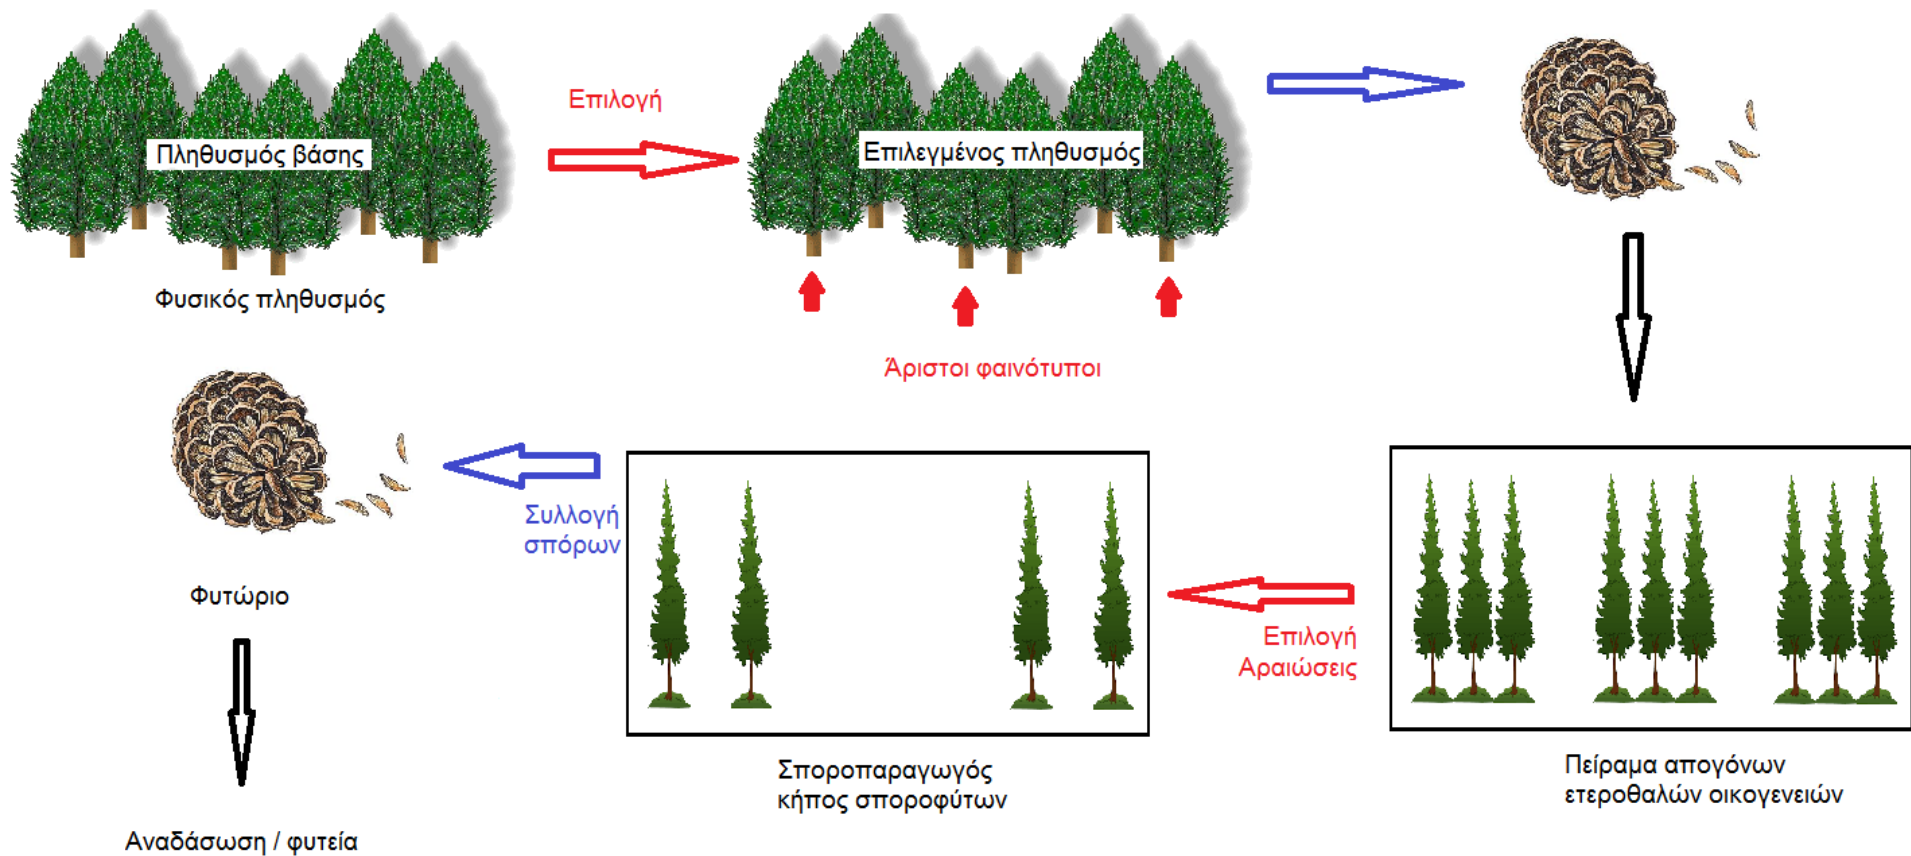 Πληθυσμός βάσης
Φυσικός πληθυσμός
Επιλογή
Επιλεγμένος πληθυσμός
Άριστοι φαινότυποι
Πείραμα απογόνων
ετεροθαλών οικογενειών
Επιλογή
Αραιώσεις
Σποροπαραγωγός
κήπος σποροφύτων
Συλλογή
σπόρων
Φυτώριο
Αναδάσωση / φυτεία